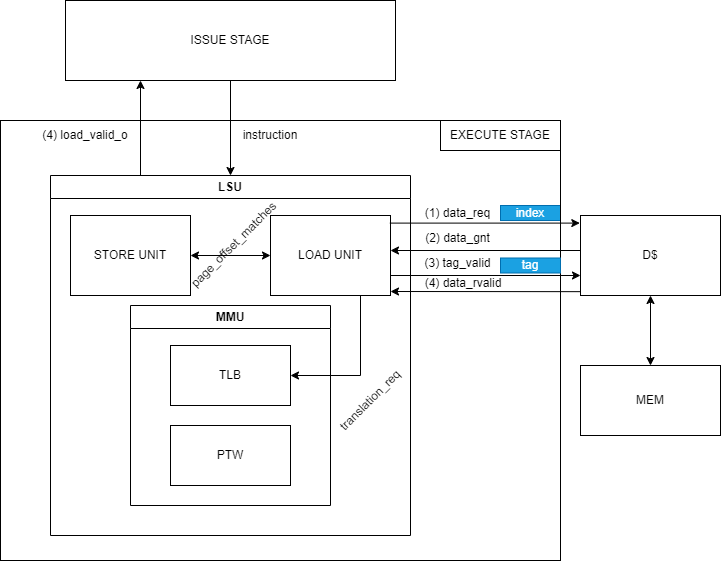 ISSUE STAGE
(4) load_valid_o
instruction
EXECUTE STAGE
LSU
(1) data_req
index
STORE UNIT
page_offset_matches
LOAD UNIT
(2) data_gnt
D$
(3) tag_valid
tag
(4) data_rvalid
MMU
TLB
translation_req
MEM
PTW